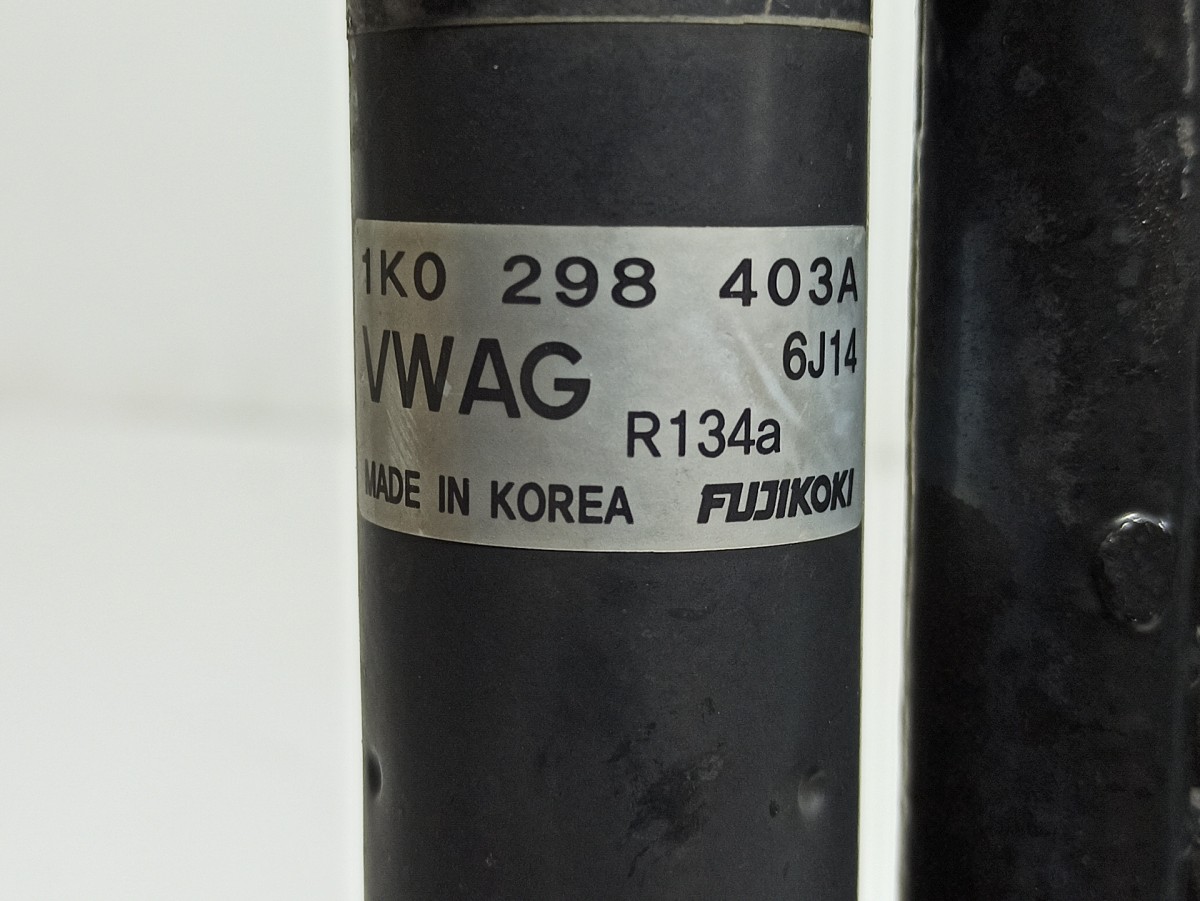 1K0 298 403A
VWAG 6J14
R134a
MADE IN KOREA FUJIKOKI